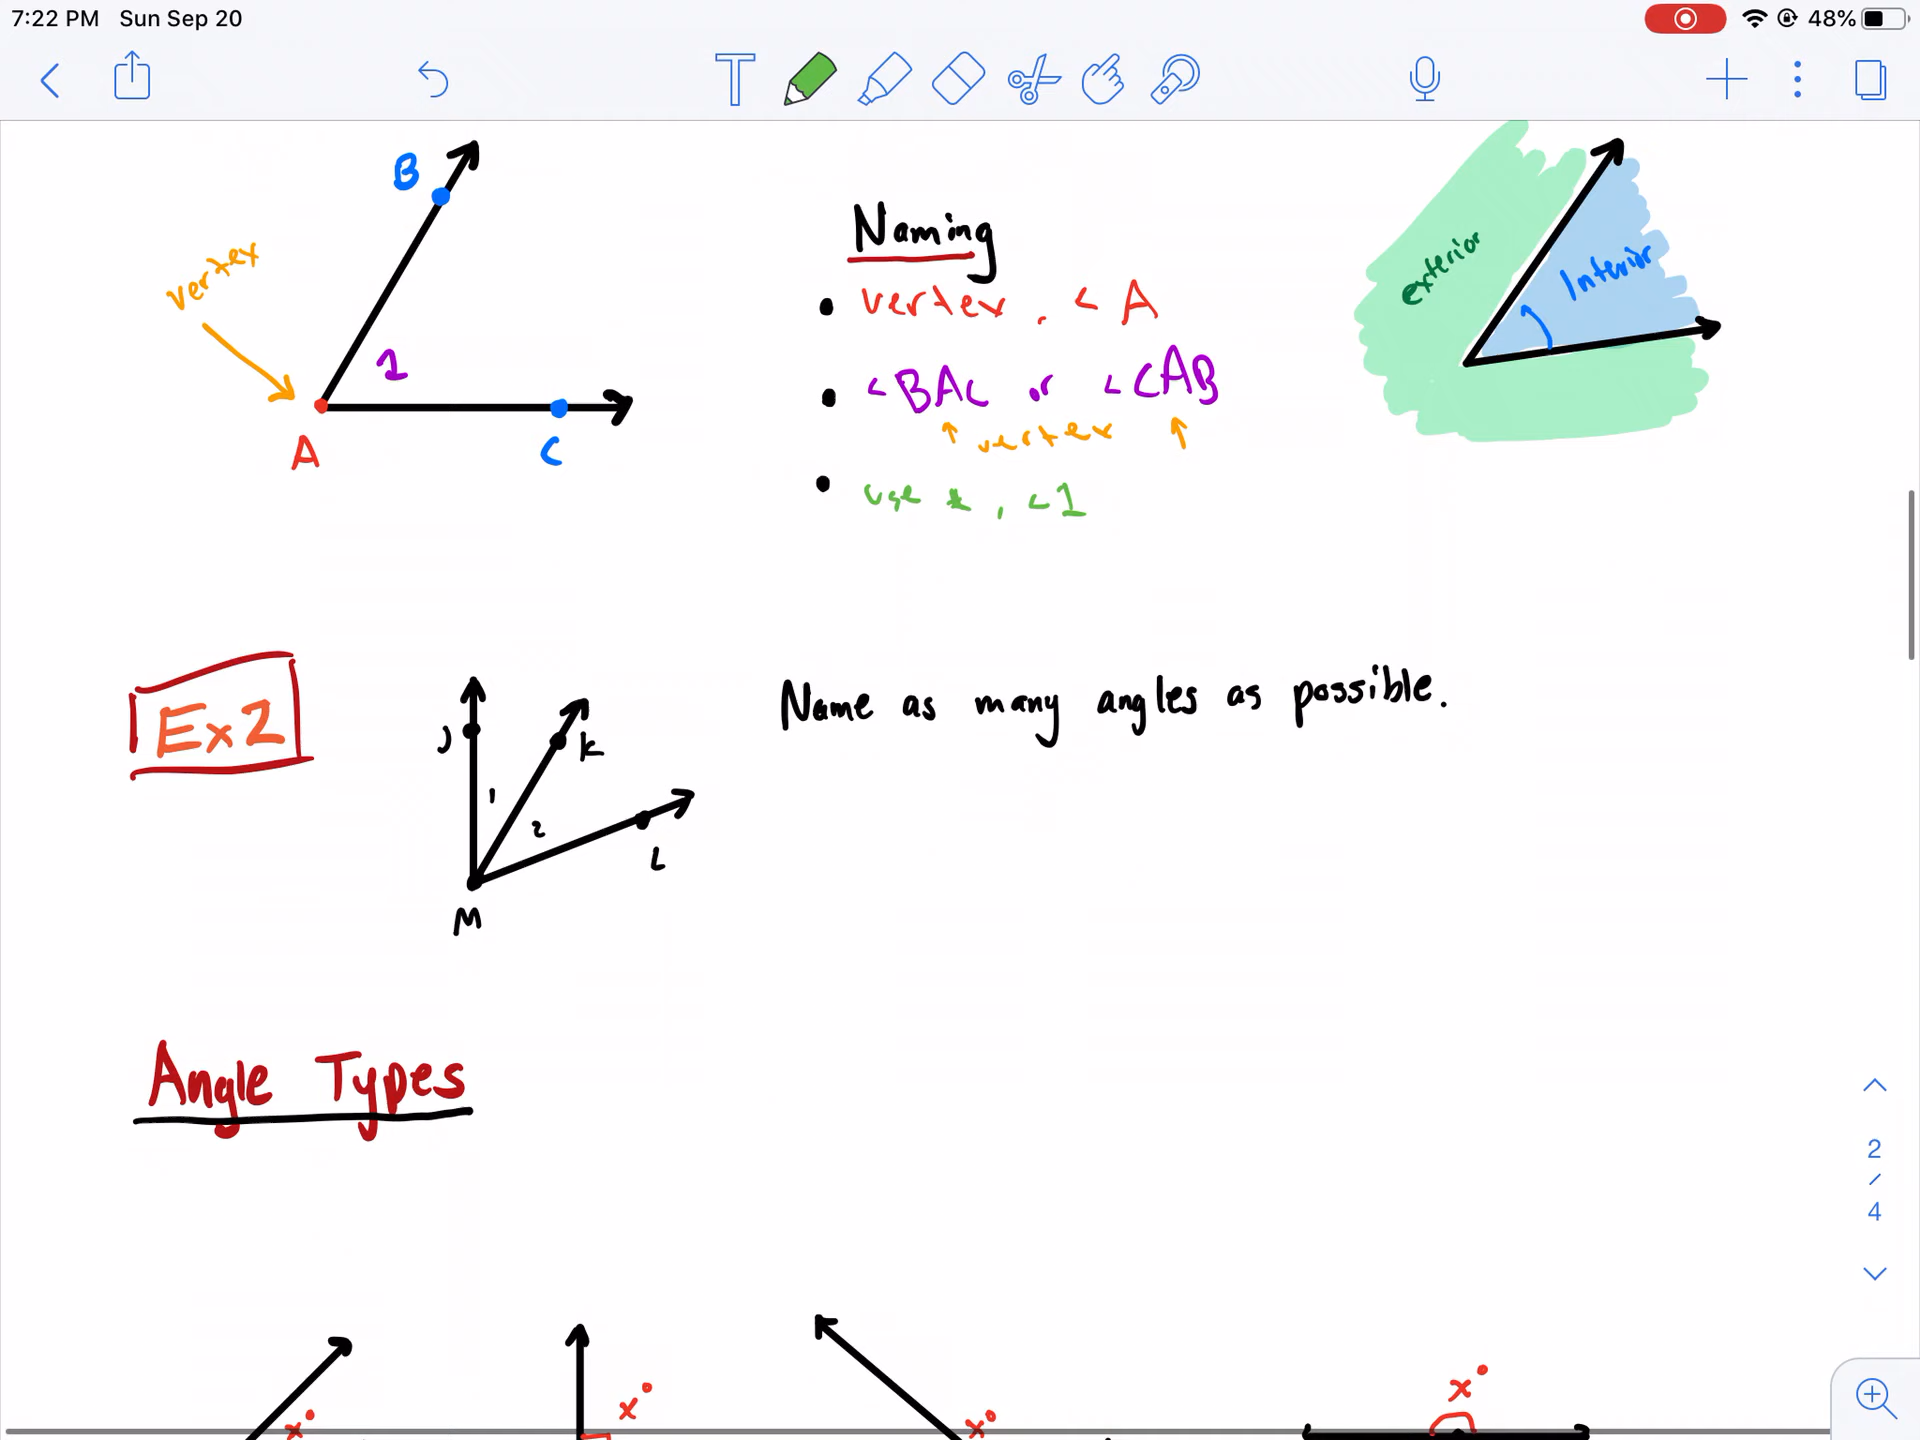 7:22 PM Sun Sep 20
48%
T
B
vertex
1
A
C
Naming
• vertex, <A
• <BAC or <CAB
↑ vertex ↑
• use #, <1
exterior
Interior
Ex2
J
K
1
2
L
M
Name as many angles as possible.
Angle Types
2
/
4
x°
x°
x°
x°